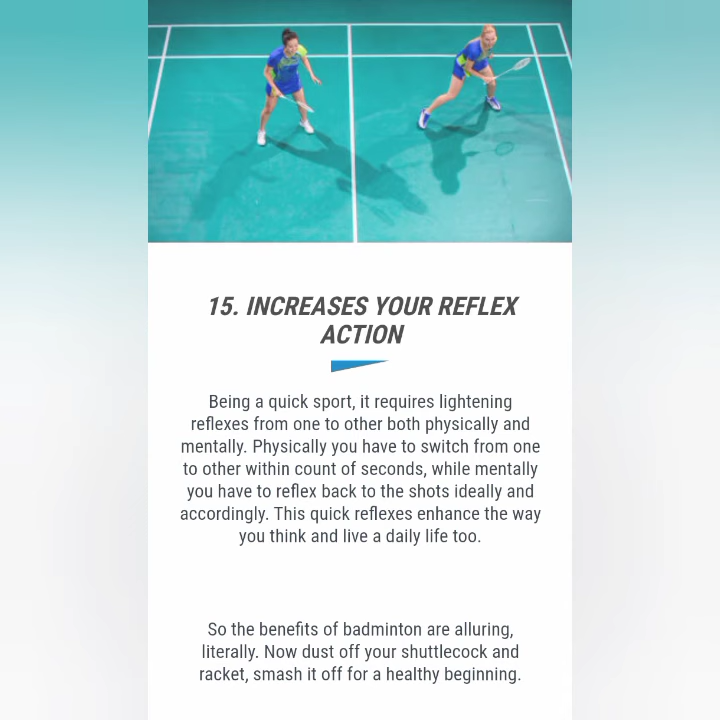 15. INCREASES YOUR REFLEX
ACTION
Being a quick sport, it requires lightening
reflexes from one to other both physically and
mentally. Physically you have to switch from one
to other within count of seconds, while mentally
you have to reflex back to the shots ideally and
accordingly. This quick reflexes enhance the way
you think and live a daily life too.
So the benefits of badminton are alluring,
literally. Now dust off your shuttlecock and
racket, smash it off for a healthy beginning.